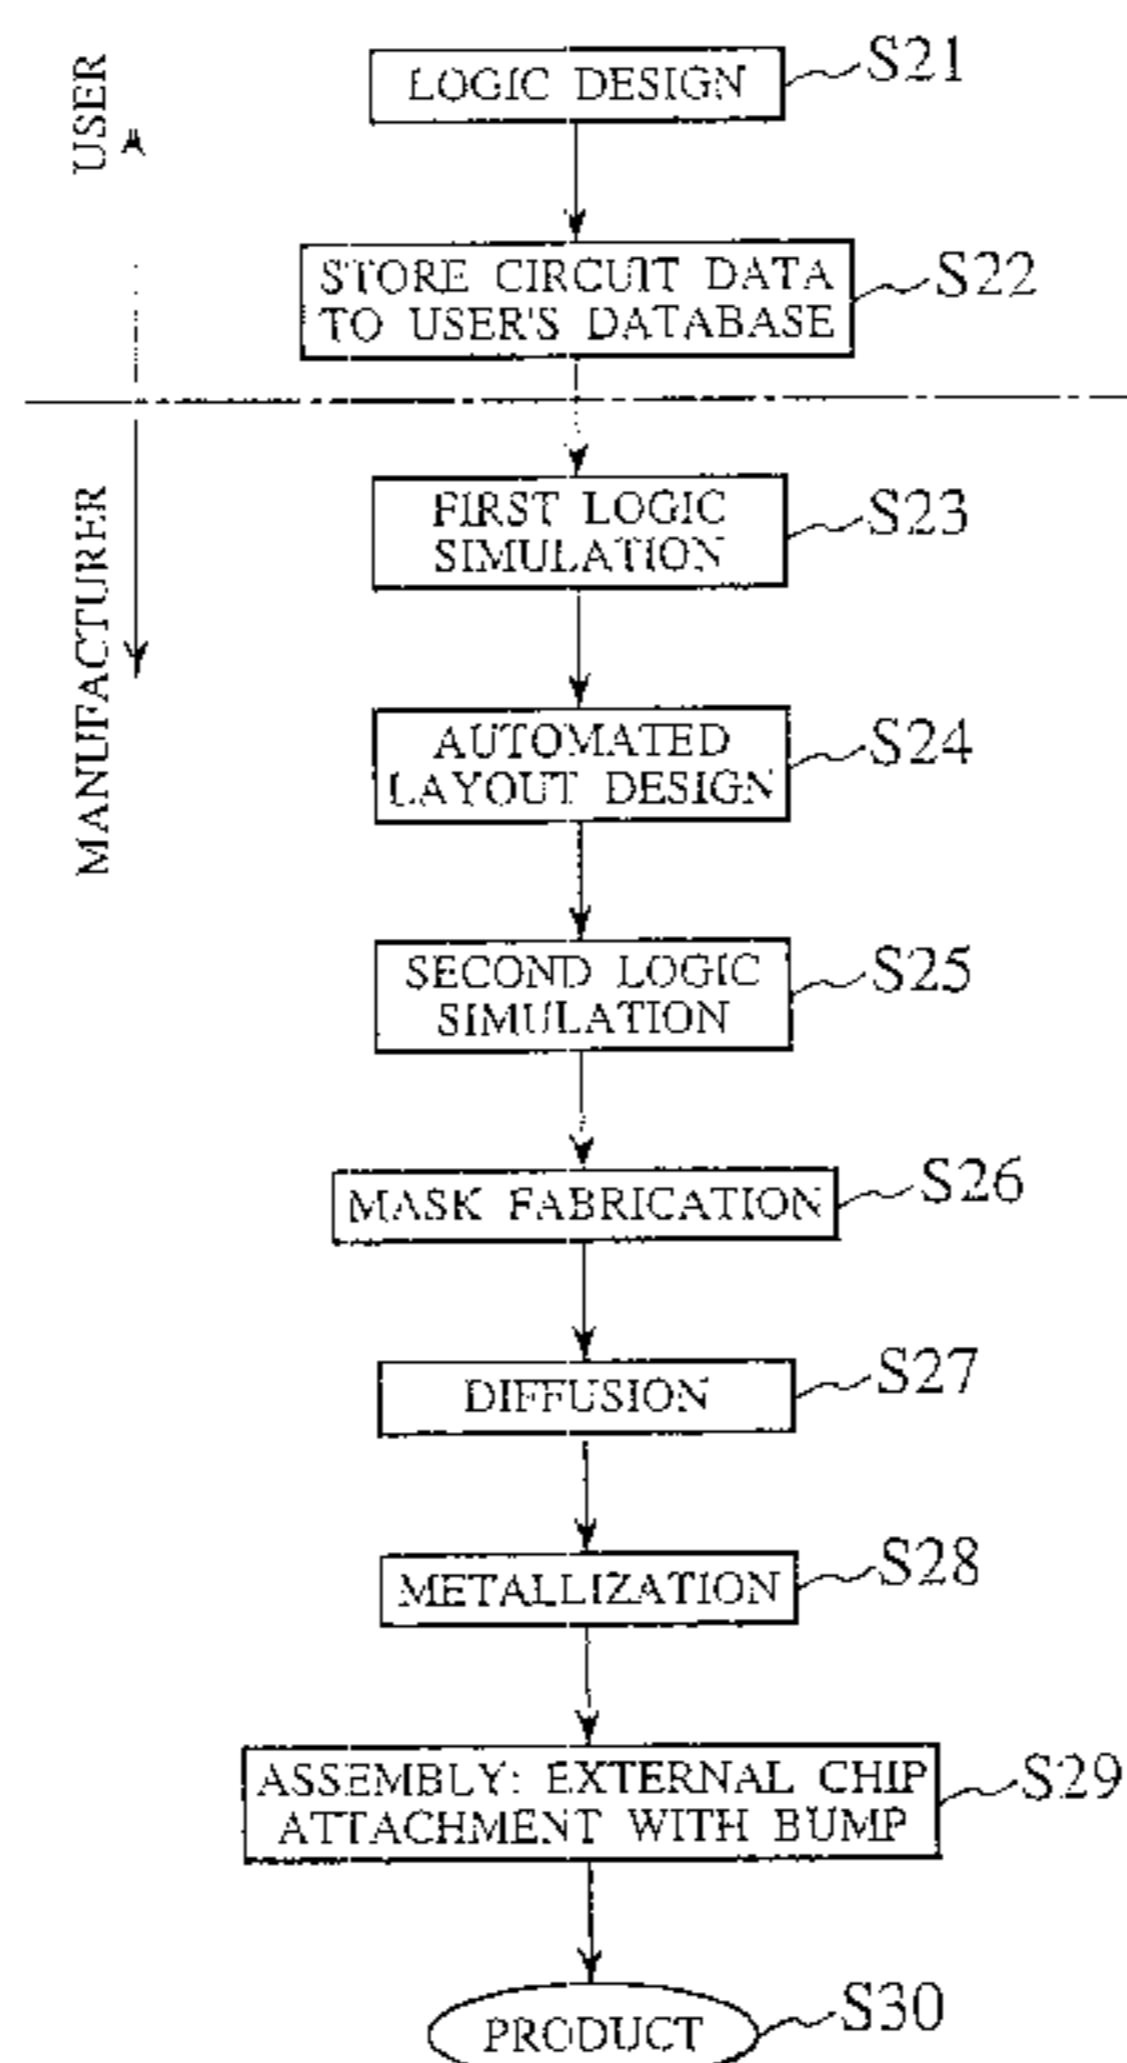 USER
LOGIC DESIGN
S21
STORE CIRCUIT DATA
TO USER'S DATABASE
S22
MANUFACTURER
FIRST LOGIC
SIMULATION
S23
AUTOMATED
LAYOUT DESIGN
S24
SECOND LOGIC
SIMULATION
S25
MASK FABRICATION
S26
DIFFUSION
S27
METALLIZATION
S28
ASSEMBLY: EXTERNAL CHIP
ATTACHMENT WITH BUMP
S29
PRODUCT
S30